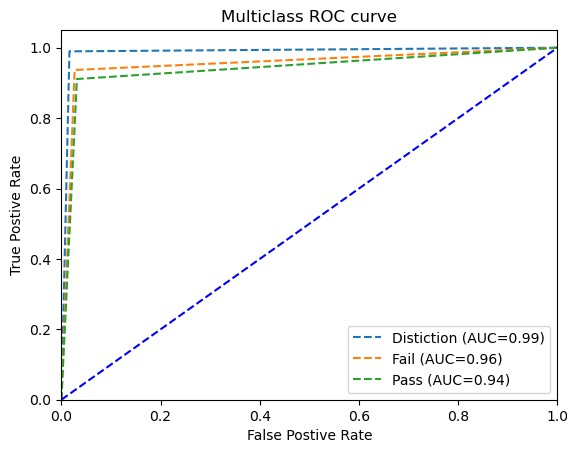 Multiclass ROC curve
True Postive Rate
1.0
0.8
0.6
0.4
0.2
0.0
Distiction (AUC=0.99)
Fail (AUC=0.96)
Pass (AUC=0.94)
0.0 0.2 0.4 0.6 0.8 1.0
False Postive Rate